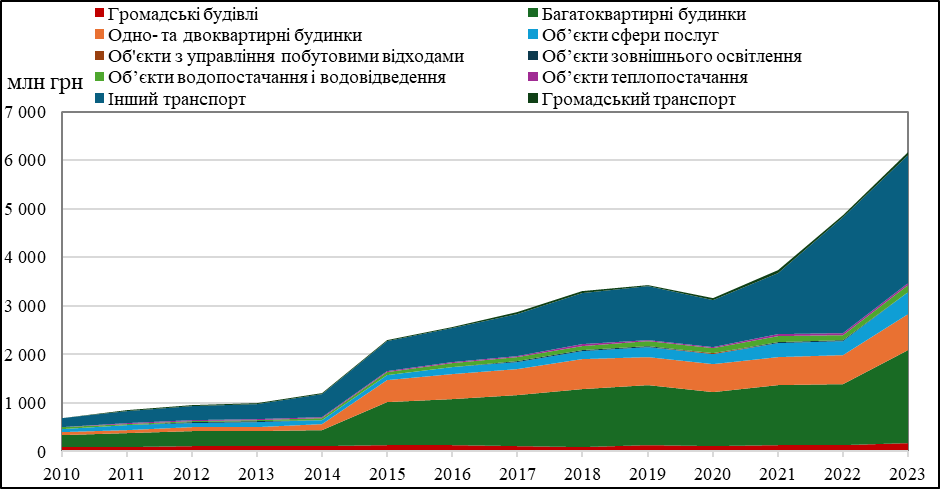 Громадські будівлі
Багатоквартирні будинки
Одно- та двоквартирні будинки
Об’єкти сфери послуг
Об'єкти з управління побутовими відходами
Об’єкти зовнішнього освітлення
Об’єкти водопостачання і водовідведення
Об’єкти теплопостачання
Інший транспорт
Громадський транспорт
млн грн
7 000
6 000
5 000
4 000
3 000
2 000
1 000
0
2010 2011 2012 2013 2014 2015 2016 2017 2018 2019 2020 2021 2022 2023